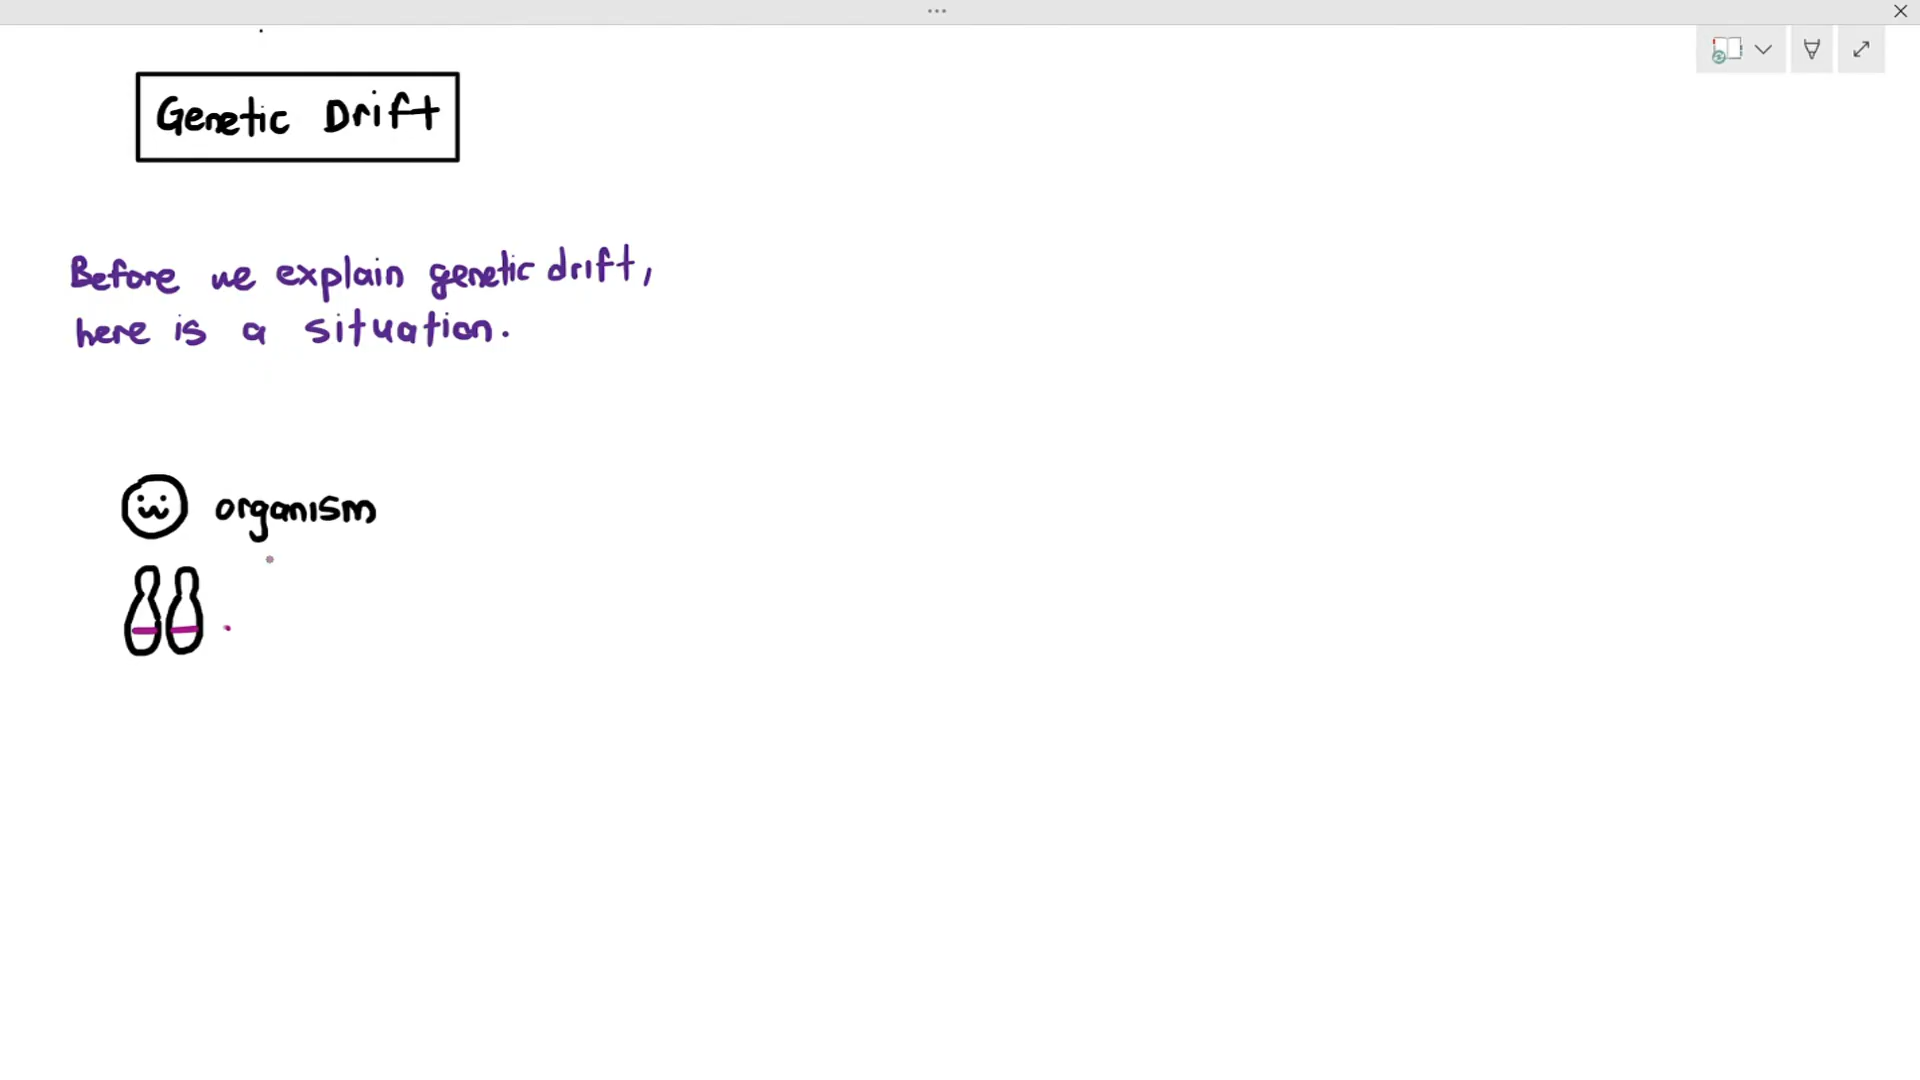 Genetic Drift
Before we explain genetic drift,
here is a situation.
organism